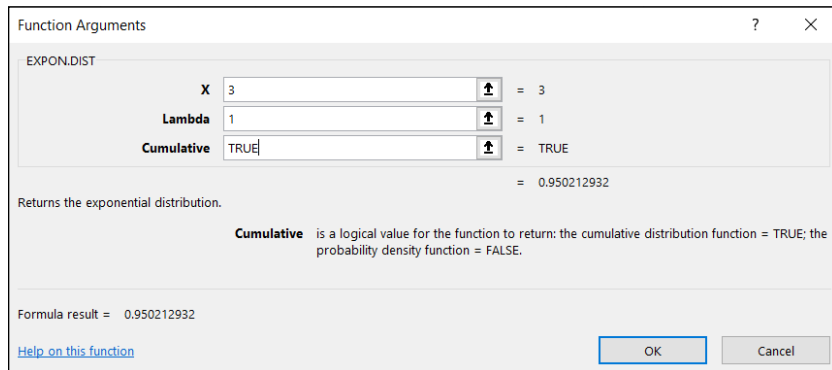 Function Arguments ? ×
EXPON.DIST
X 3 = 3
Lambda 1 = 1
Cumulative TRUE = TRUE
= 0.950212932
Returns the exponential distribution.
Cumulative is a logical value for the function to return: the cumulative distribution function = TRUE; the
probability density function = FALSE.
Formula result = 0.950212932
Help on this function OK Cancel